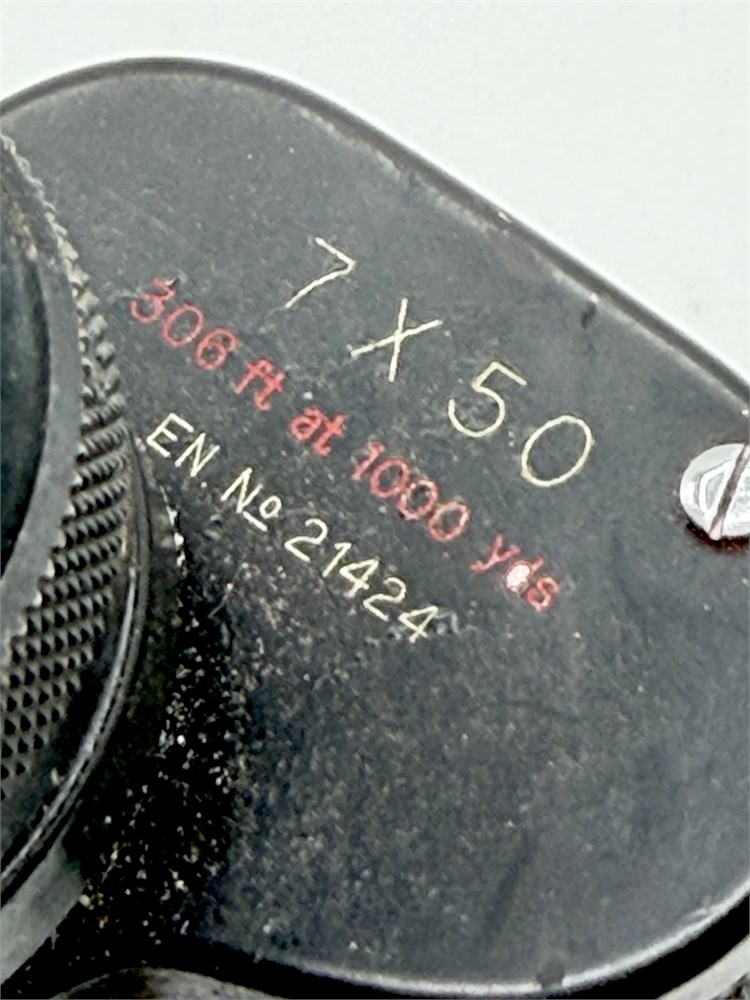 7 X 50
306 ft at 1000 yds
EN. No 21424